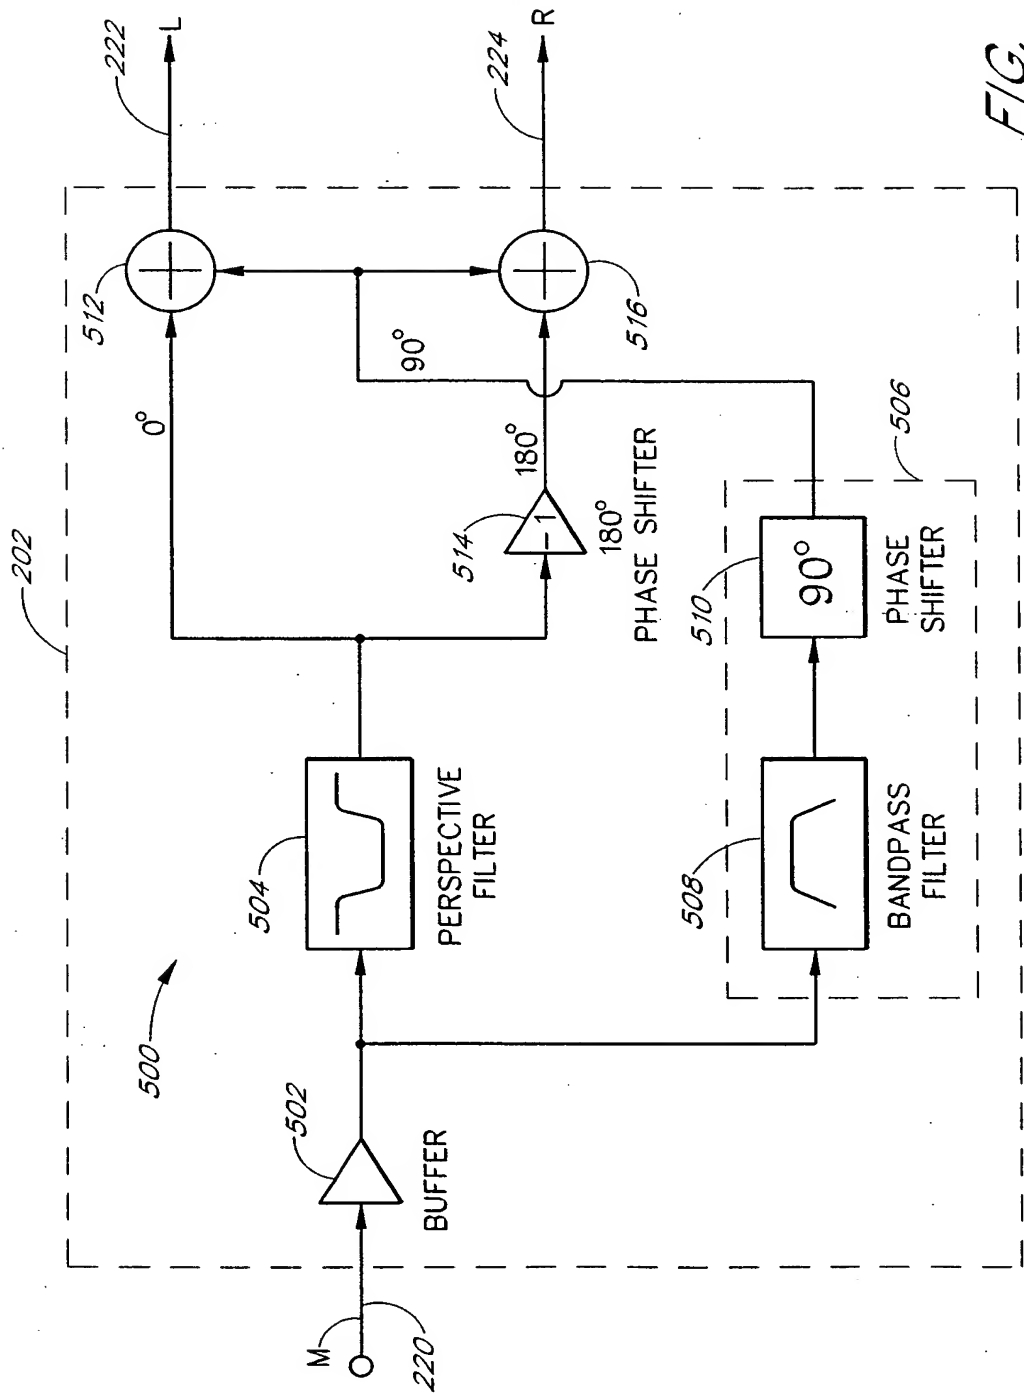 202
500
M
220
502
BUFFER
504
PERSPECTIVE
FILTER
0°
512
222
L
514
-1
180°
180°
PHASE SHIFTER
90°
516
224
R
506
508
BANDPASS
FILTER
510
90°
PHASE
SHIFTER
FIG.